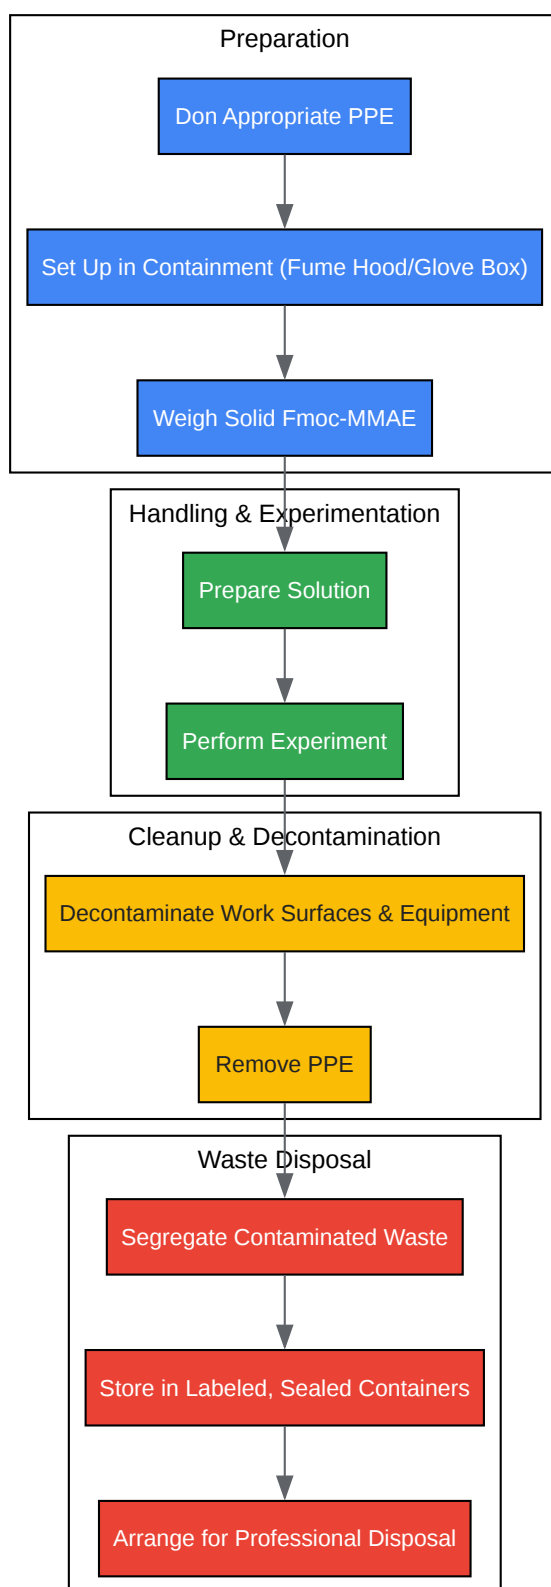 Preparation
Don Appropriate PPE
Set Up in Containment (Fume Hood/Glove Box)
Weigh Solid Fmoc-MMAE
Handling & Experimentation
Prepare Solution
Perform Experiment
Cleanup & Decontamination
Decontaminate Work Surfaces & Equipment
Remove PPE
Waste Disposal
Segregate Contaminated Waste
Store in Labeled, Sealed Containers
Arrange for Professional Disposal